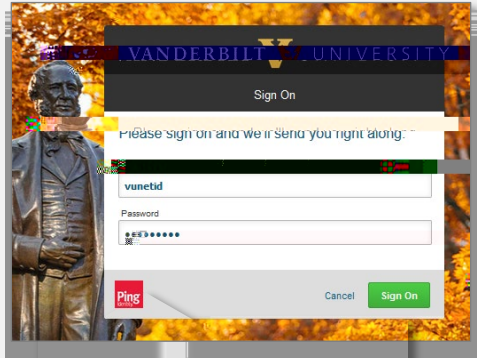 VANDERBILT V UNIVERSITY
Sign On
Please sign on and we'll send you right along.
vunetid
Password
Ping
Identity
Cancel
Sign On